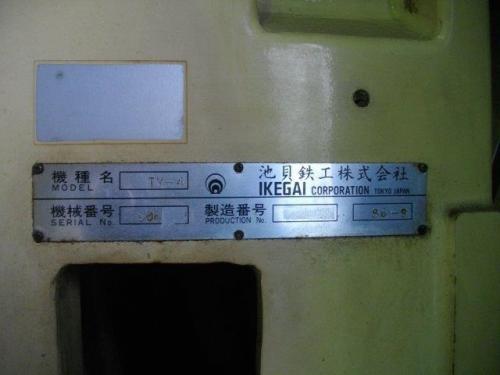 機種名
MODEL
池貝鉄工株式会社
IKEGAI CORPORATION TOKYO JAPAN
機械番号
SERIAL No.
製造番号
PRODUCTION No.